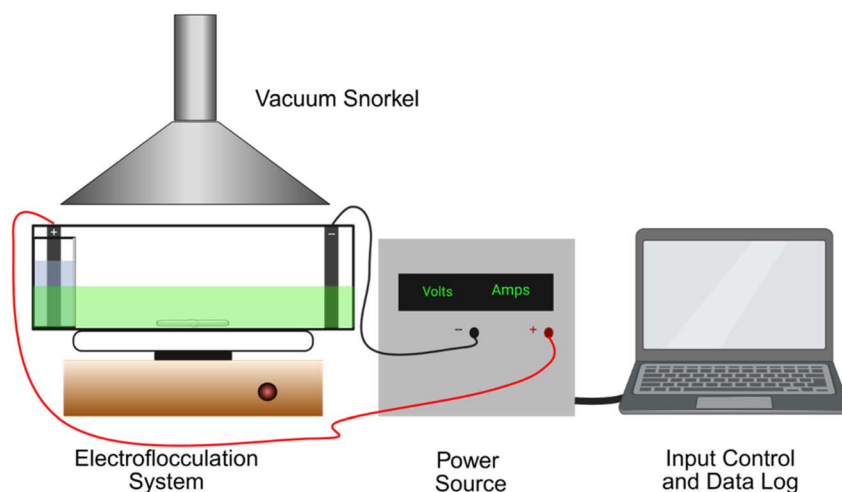 Vacuum Snorkel
+
−
Volts Amps
− +
Electroflocculation
System
Power
Source
Input Control
and Data Log